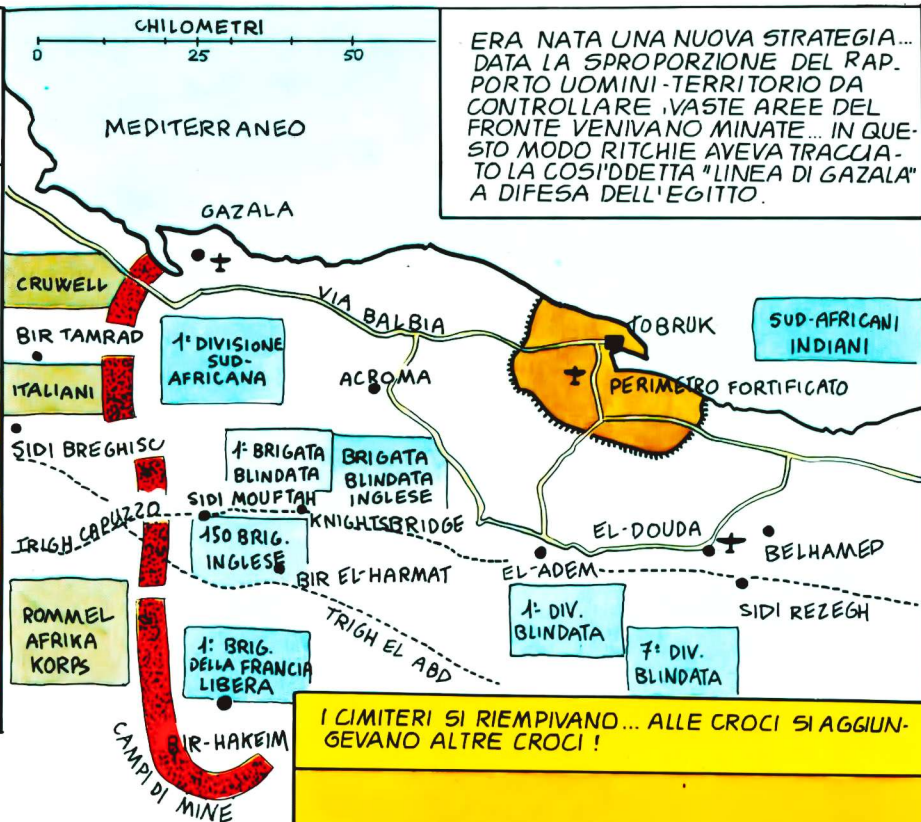 CHILOMETRI
0 25 50
ERA NATA UNA NUOVA STRATEGIA...
DATA LA SPROPORZIONE DEL RAP-
PORTO UOMINI-TERRITORIO DA
CONTROLLARE, VASTE AREE DEL
FRONTE VENIVANO MINATE... IN QUE-
STO MODO RITCHIE AVEVA TRACCIA-
TO LA COSI'DDETTA "LINEA DI GAZALA"
A DIFESA DELL'EGITTO.
MEDITERRANEO
GAZALA
CRUWELL
VIA
BALBIA
TOBRUK
SUD-AFRICANI
INDIANI
BIR TAMRAD
1ª DIVISIONE
SUD-
AFRICANA
ITALIANI
ACROMA
PERIMETRO FORTIFICATO
SIDI BREGHISC
1ª BRIGATA
BLINDATA
BRIGATA
BLINDATA
INGLESE
SIDI MOUFTAH
KNIGHTSBRIDGE
IRIGH CAPUZZO
150 BRIG.
INGLESE
EL-DOUDA
BELHAMED
BIR EL-HARMAT
EL-ADEM
SIDI REZEGH
ROMMEL
AFRIKA
KORPS
TRIGH EL ABD
1ª DIV.
BLINDATA
1ª BRIG.
DELLA FRANCIA
LIBERA
7ª DIV.
BLINDATA
BIR-HAKEIM
CAMPI DI MINE
I CIMITERI SI RIEMPIVANO... ALLE CROCI SI AGGIUN-
GEVANO ALTRE CROCI!